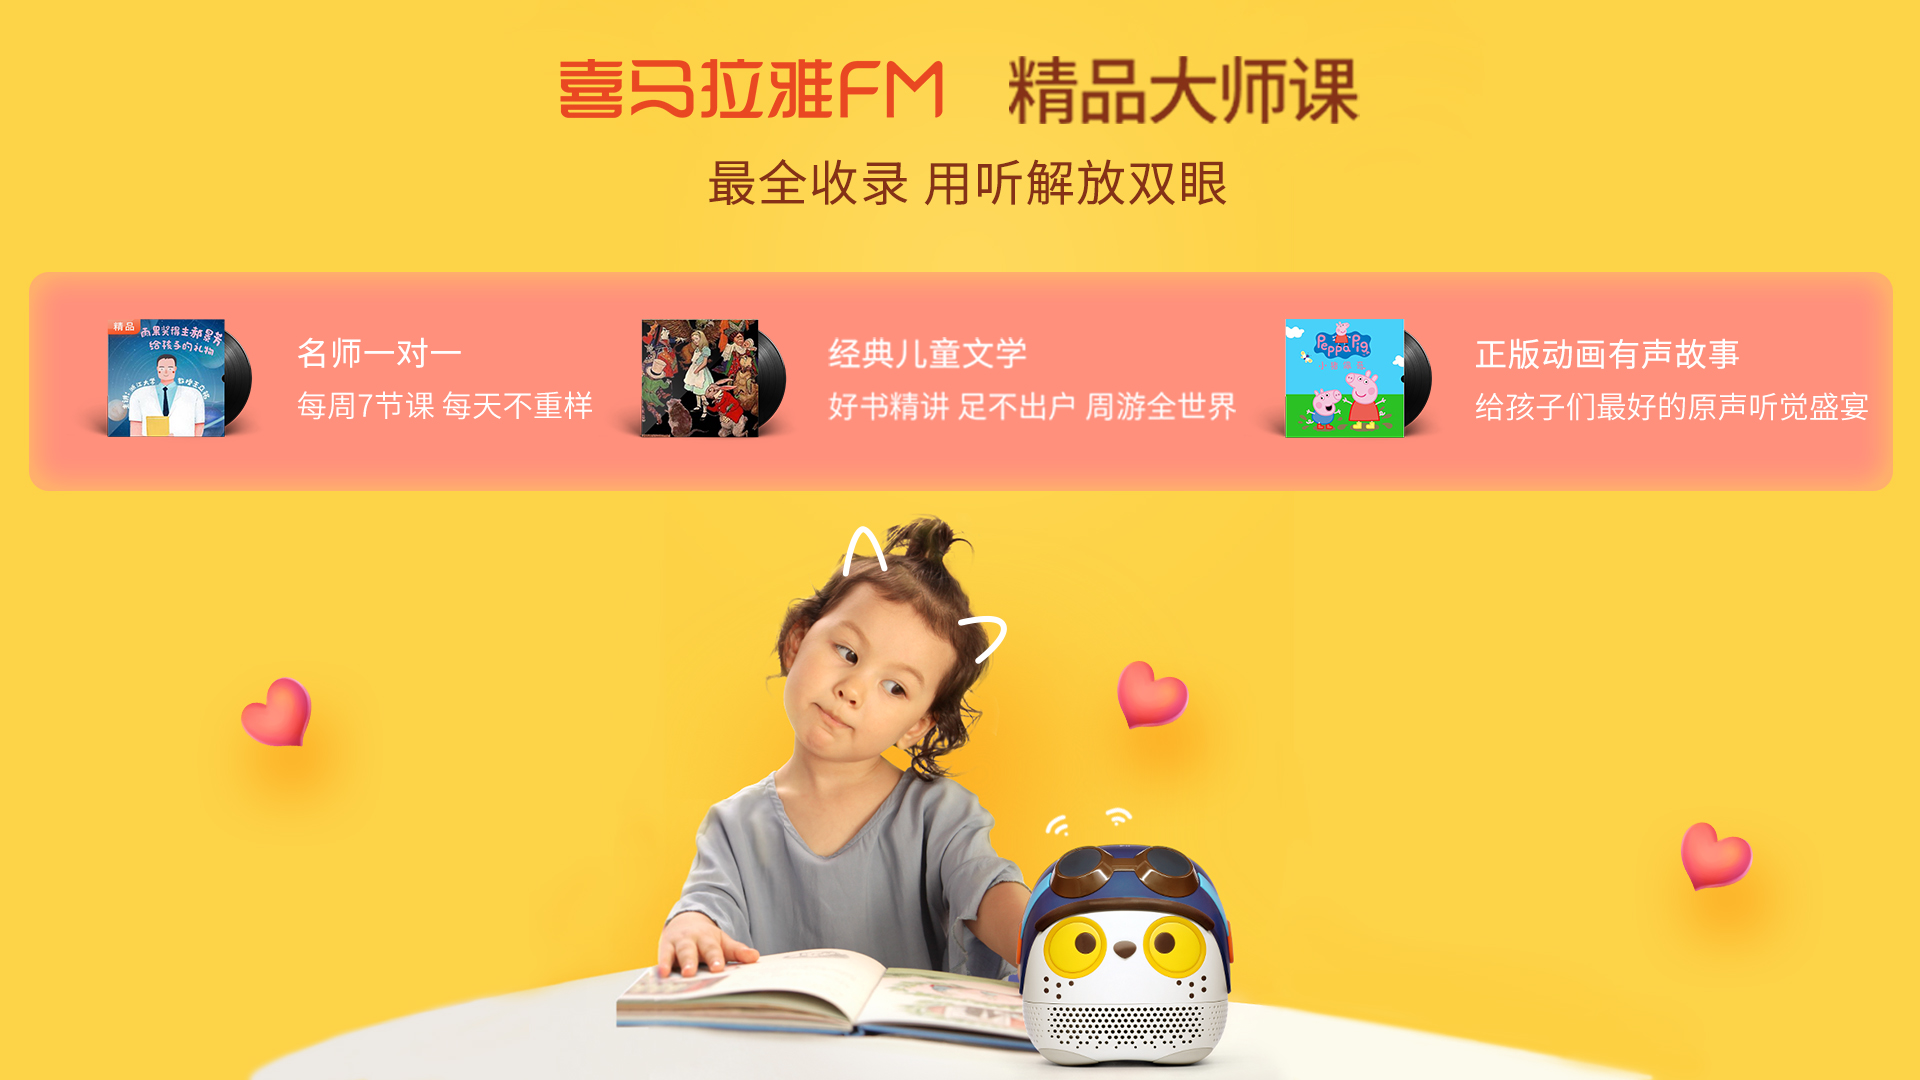 喜马拉雅FM 精品大师课
最全收录 用听解放双眼
精品
雨果奖得主郝景芳
给孩子的礼物
名师一对一
每周7节课 每天不重样
经典儿童文学
好书精讲 足不出户 周游全世界
Peppa Pig
正版动画有声故事
给孩子们最好的原声听觉盛宴